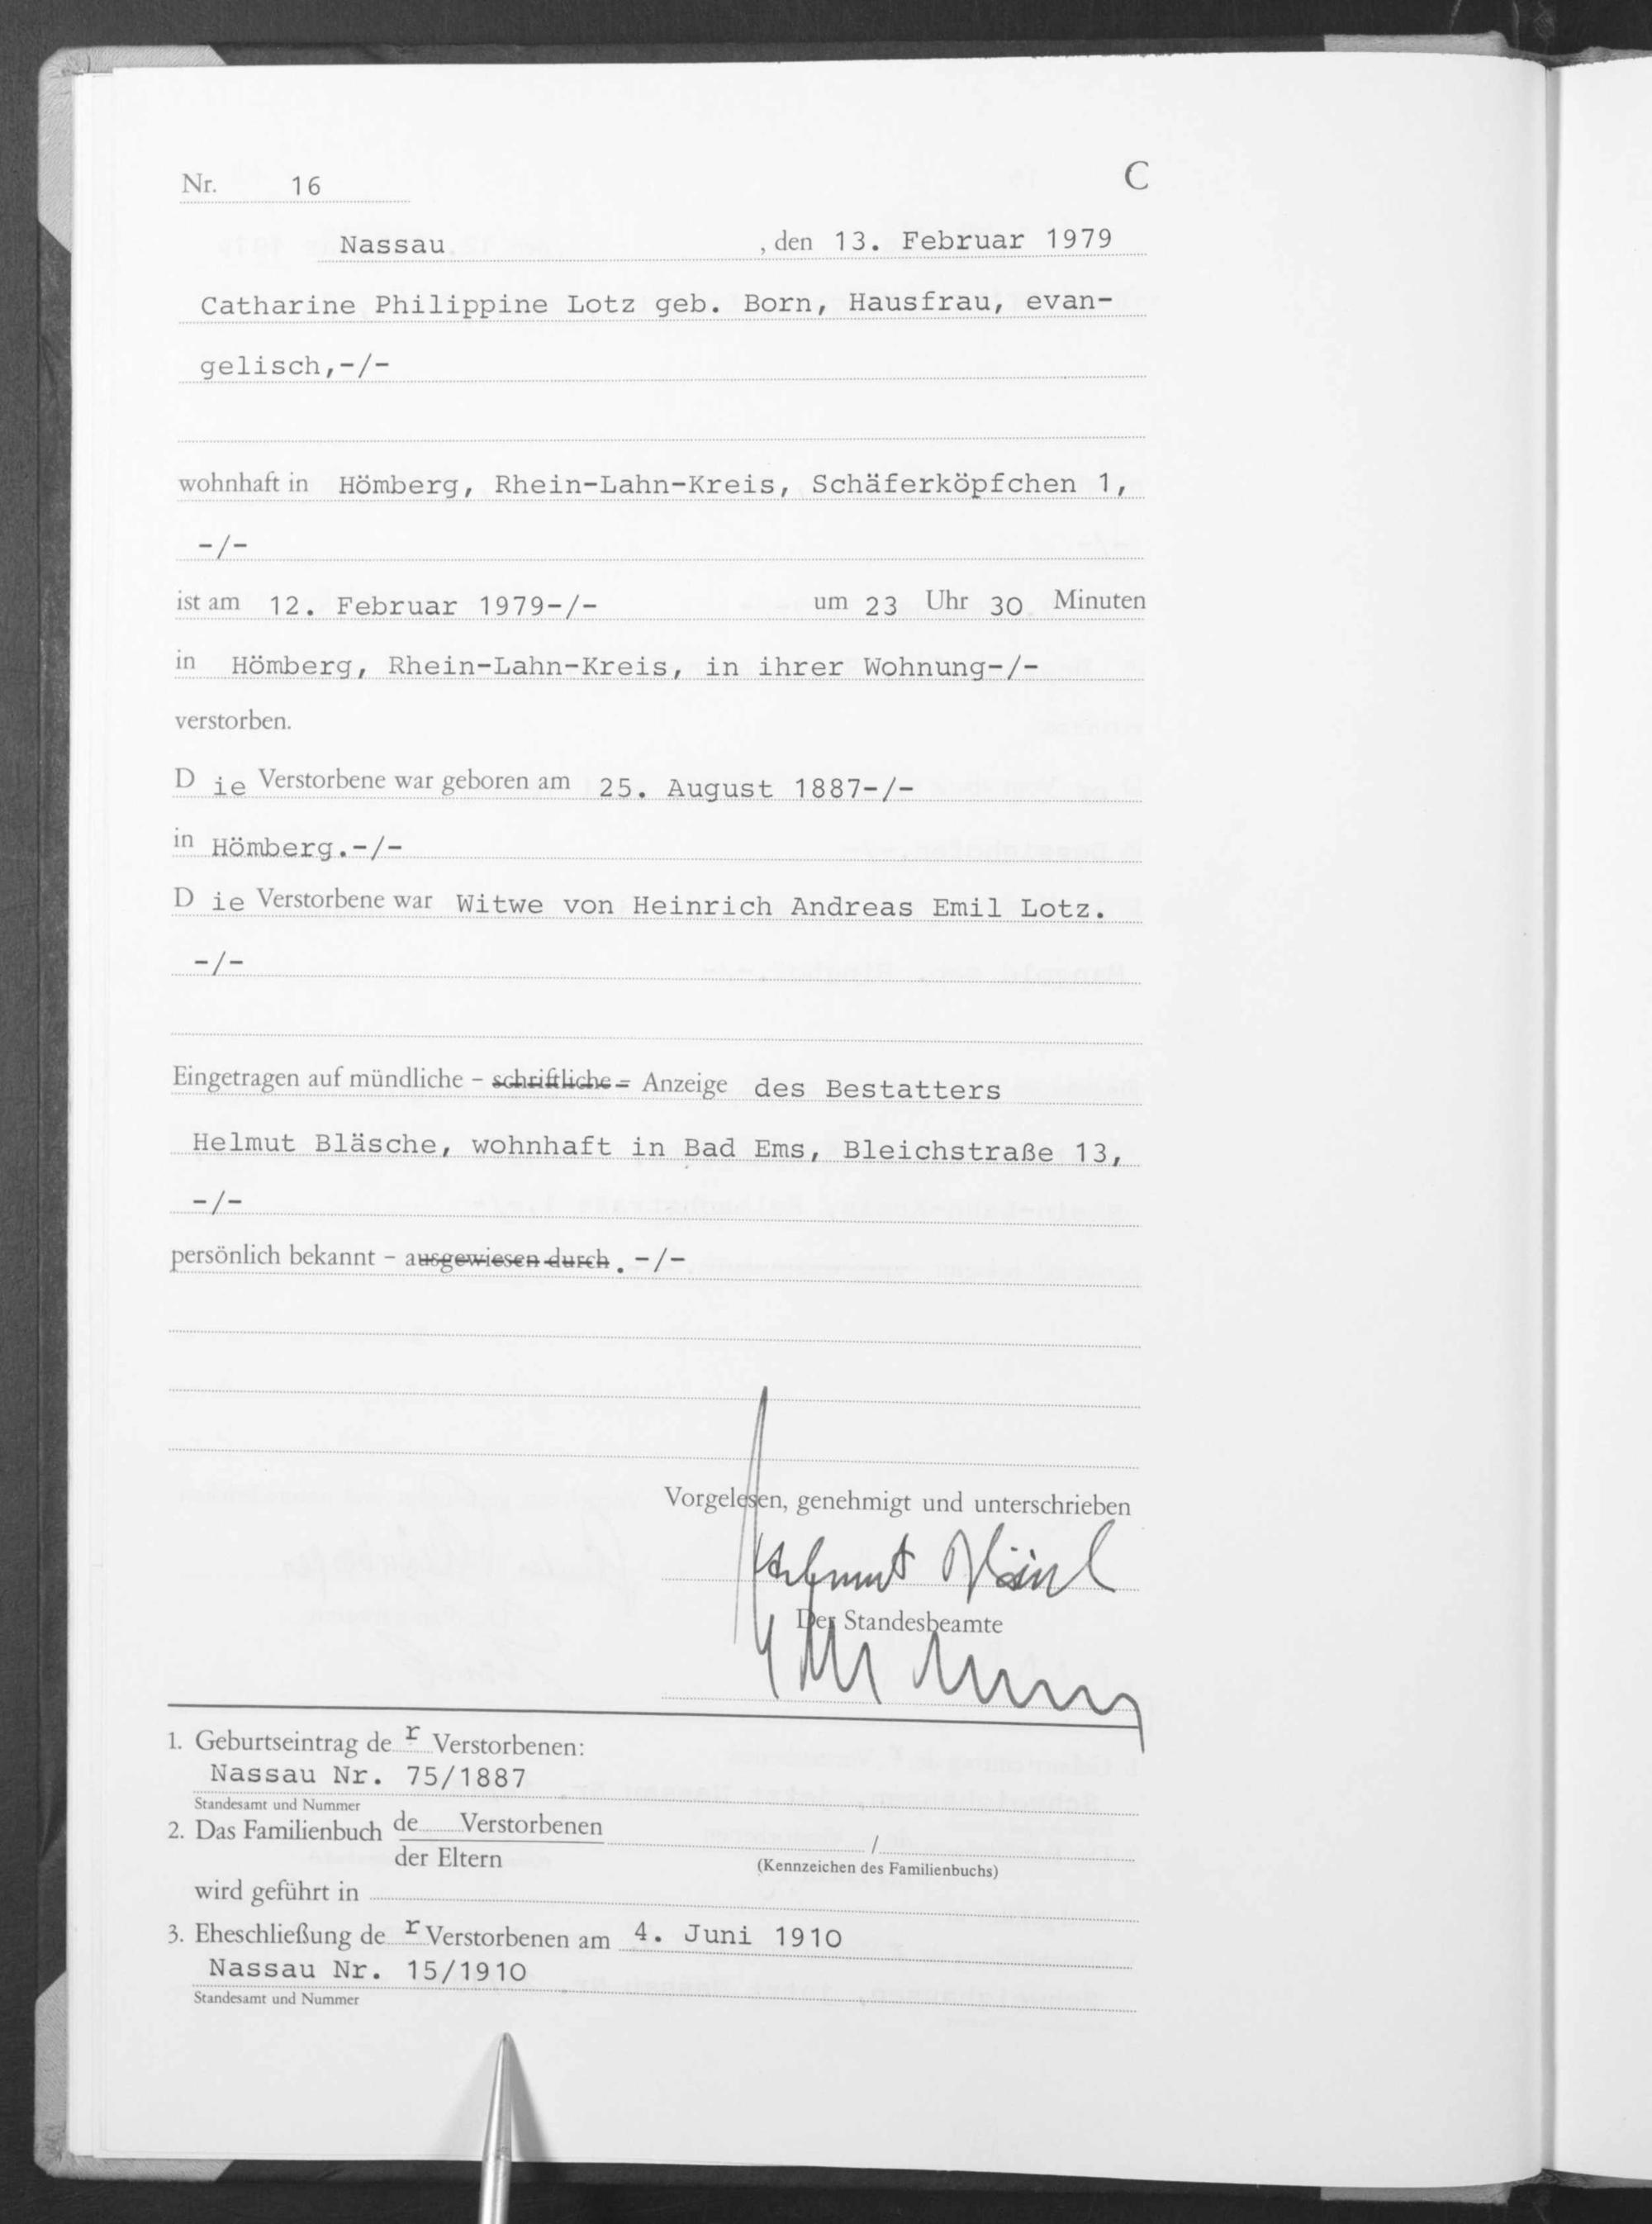 Nr. 16 C
Nassau , den 13. Februar 1979
Catharine Philippine Lotz geb. Born, Hausfrau, evan-
gelisch,-/-
wohnhaft in Hömberg, Rhein-Lahn-Kreis, Schäferköpfchen 1,
-/-
ist am 12. Februar 1979-/- um 23 Uhr 30 Minuten
in Hömberg, Rhein-Lahn-Kreis, in ihrer Wohnung-/-
verstorben.
D ie Verstorbene war geboren am 25. August 1887-/-
in Hömberg.-/-
D ie Verstorbene war Witwe von Heinrich Andreas Emil Lotz.
-/-
Eingetragen auf mündliche - schriftliche - Anzeige des Bestatters
Helmut Bläsche, wohnhaft in Bad Ems, Bleichstraße 13,
-/-
persönlich bekannt - ausgewiesen durch . -/-
Vorgelesen, genehmigt und unterschrieben
Helmut
Der Standesbeamte
1. Geburtseintrag de r Verstorbenen:
Nassau Nr. 75/1887
Standesamt und Nummer
2. Das Familienbuch de Verstorbenen /
der Eltern (Kennzeichen des Familienbuchs)
wird geführt in
3. Eheschließung de r Verstorbenen am 4. Juni 1910
Nassau Nr. 15/1910
Standesamt und Nummer